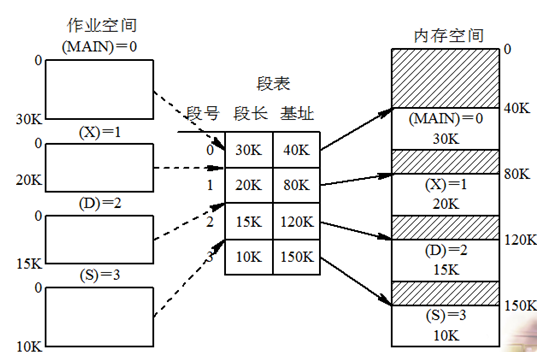 作业空间
(MAIN)=0
0
30K
(X)=1
0
20K
(D)=2
0
15K
(S)=3
0
10K
段表
段号 段长 基址
0 30K 40K
1 20K 80K
2 15K 120K
3 10K 150K
内存空间
0
40K
(MAIN)=0
30K
80K
(X)=1
20K
120K
(D)=2
15K
150K
(S)=3
10K